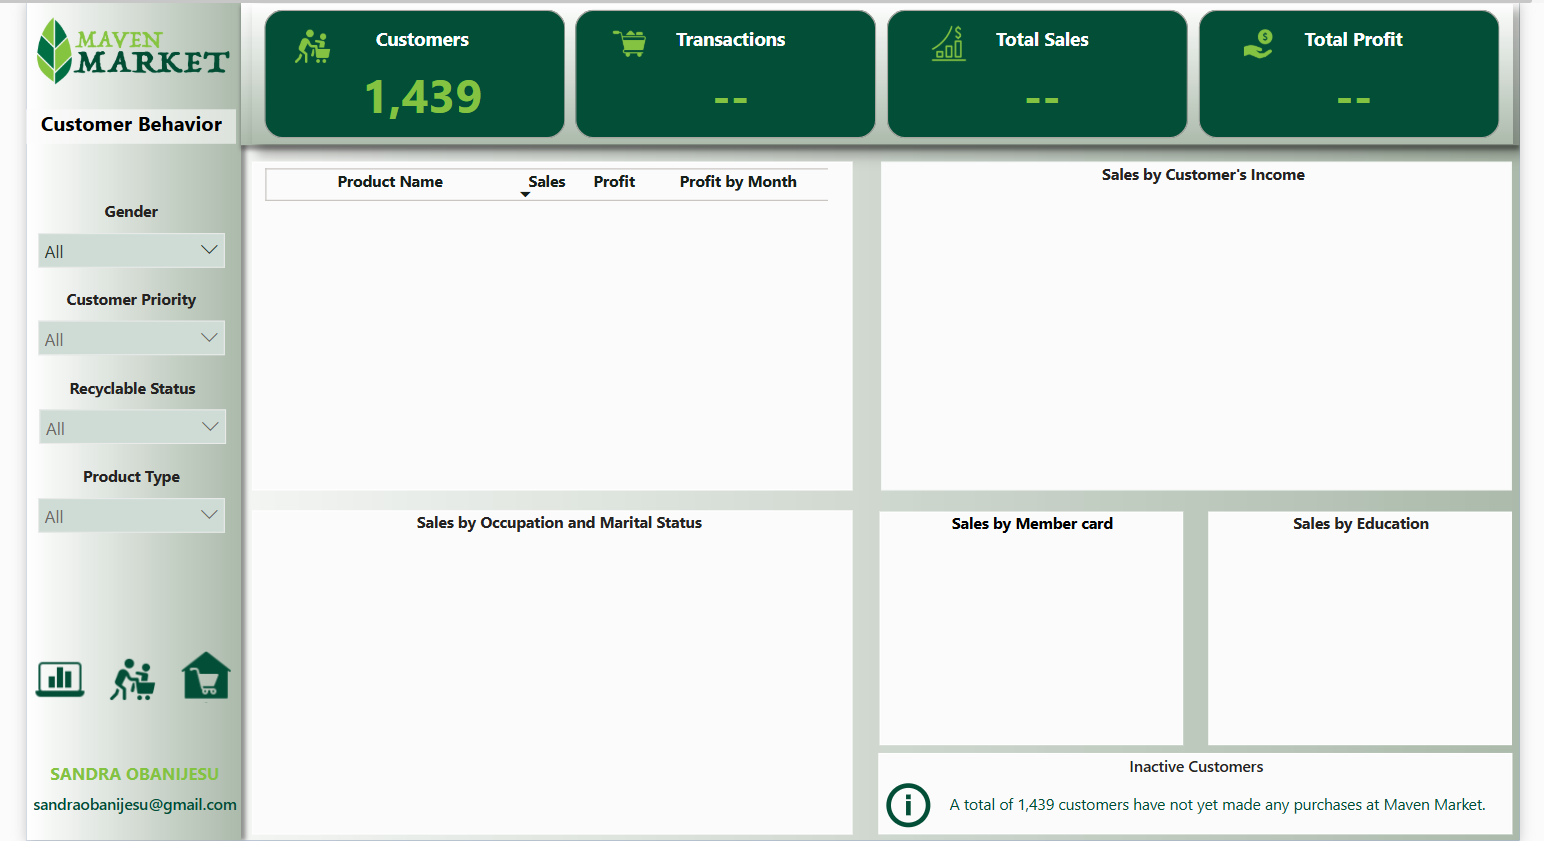 MAVEN
MARKET
Customer Behavior
Gender
All
Customer Priority
All
Recyclable Status
All
Product Type
All
SANDRA OBANIJESU
sandraobanijesu@gmail.com
Customers
1,439
Transactions
--
Total Sales
--
Total Profit
--
Product Name Sales Profit Profit by Month
Sales by Customer's Income
Sales by Occupation and Marital Status
Sales by Member card
Sales by Education
Inactive Customers
A total of 1,439 customers have not yet made any purchases at Maven Market.